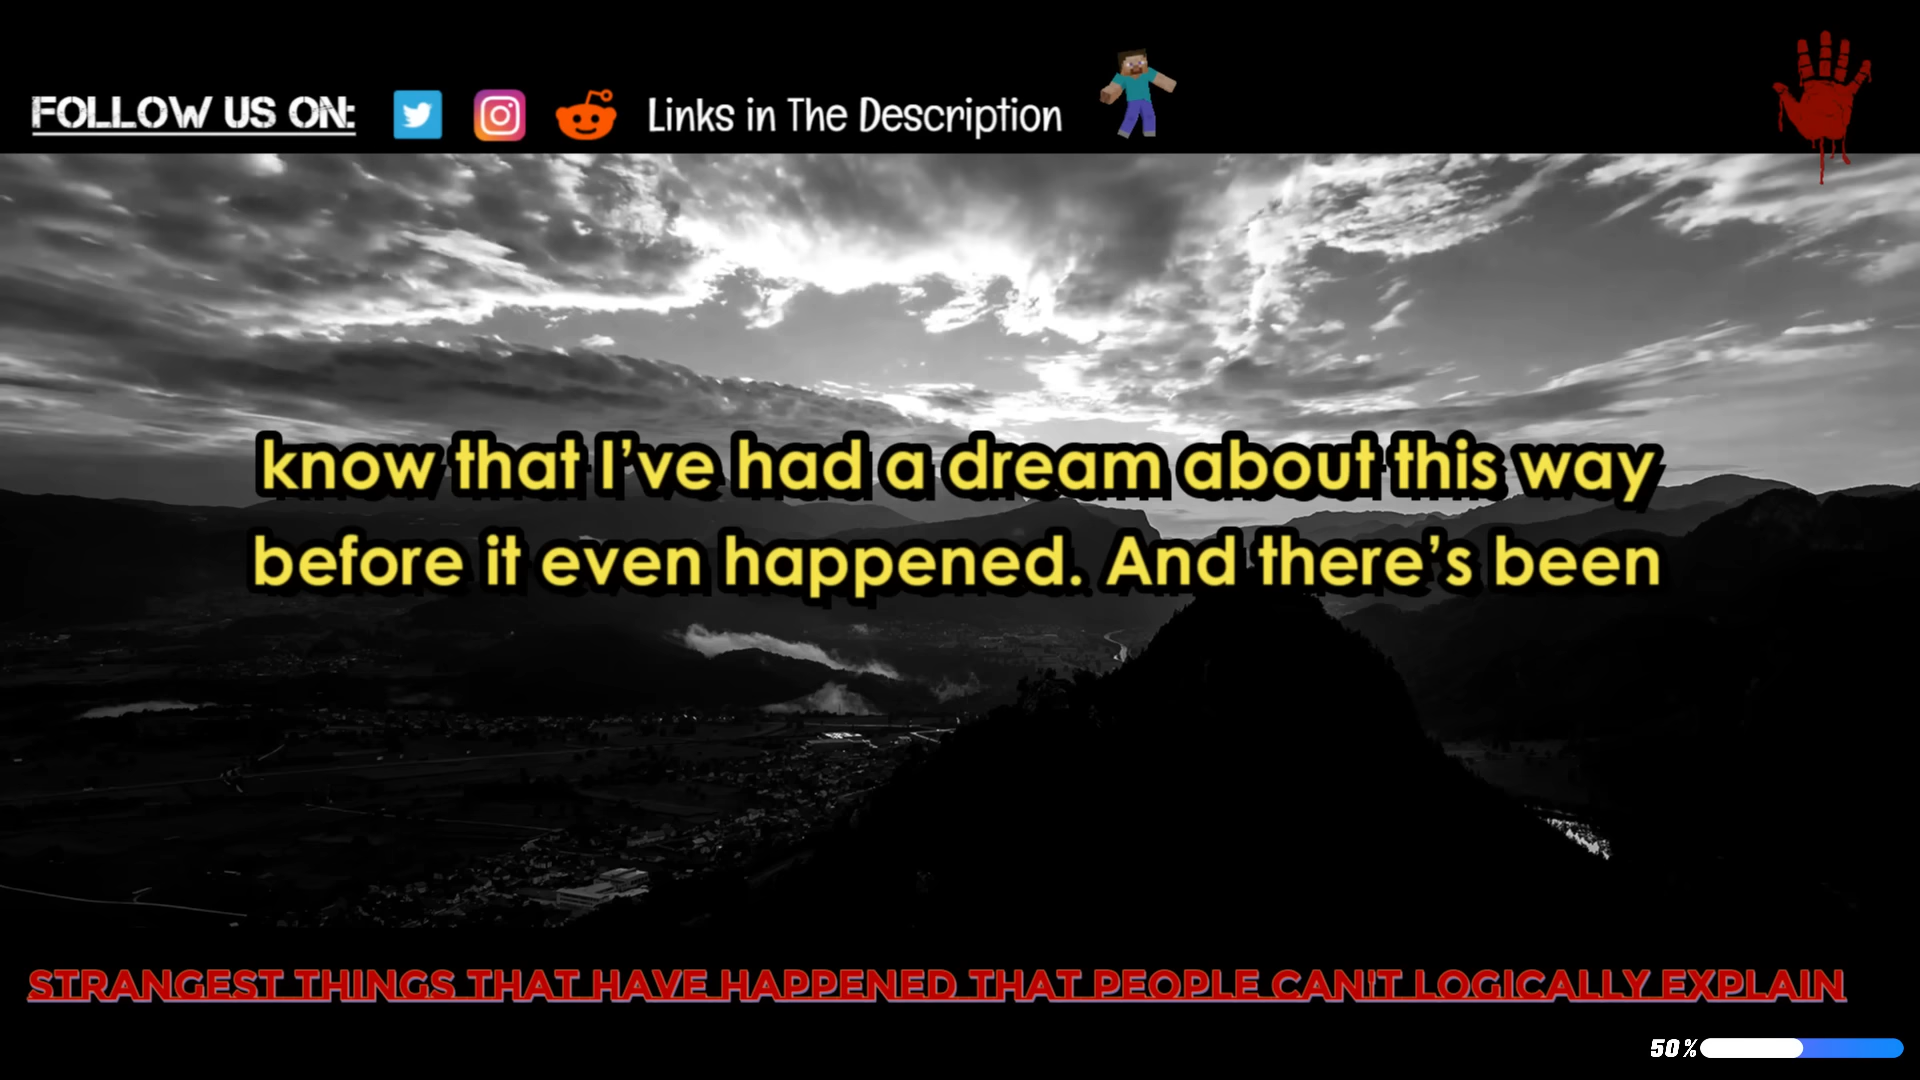 FOLLOW US ON: Links in The Description
know that I've had a dream about this way
before it even happened. And there's been
STRANGEST THINGS THAT HAVE HAPPENED THAT PEOPLE CAN'T LOGICALLY EXPLAIN
50%